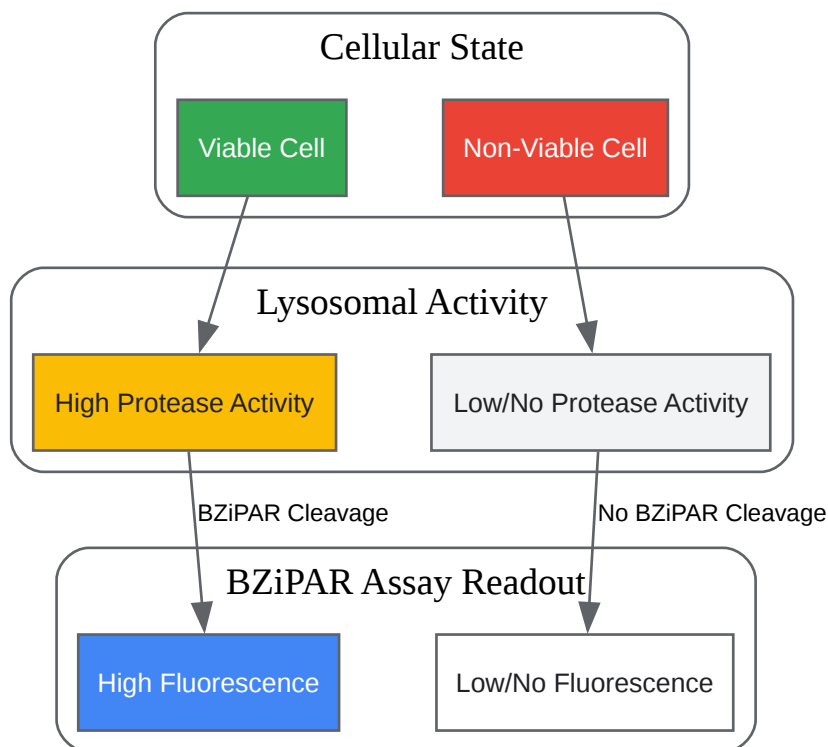 Cellular State
Viable Cell
Non-Viable Cell
Lysosomal Activity
High Protease Activity
Low/No Protease Activity
BZiPAR Cleavage
No BZiPAR Cleavage
BZiPAR Assay Readout
High Fluorescence
Low/No Fluorescence